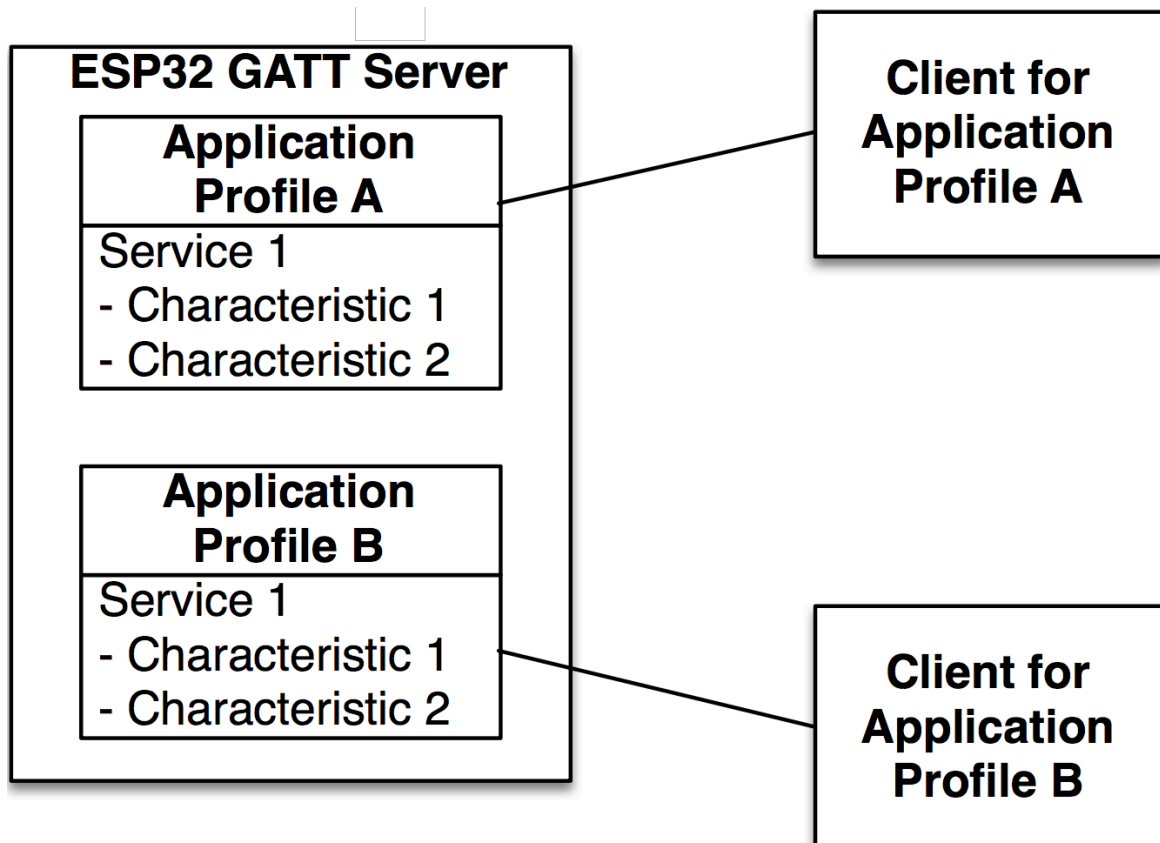 ESP32 GATT Server
Application
Profile A
Service 1
- Characteristic 1
- Characteristic 2
Application
Profile B
Service 1
- Characteristic 1
- Characteristic 2
Client for
Application
Profile A
Client for
Application
Profile B